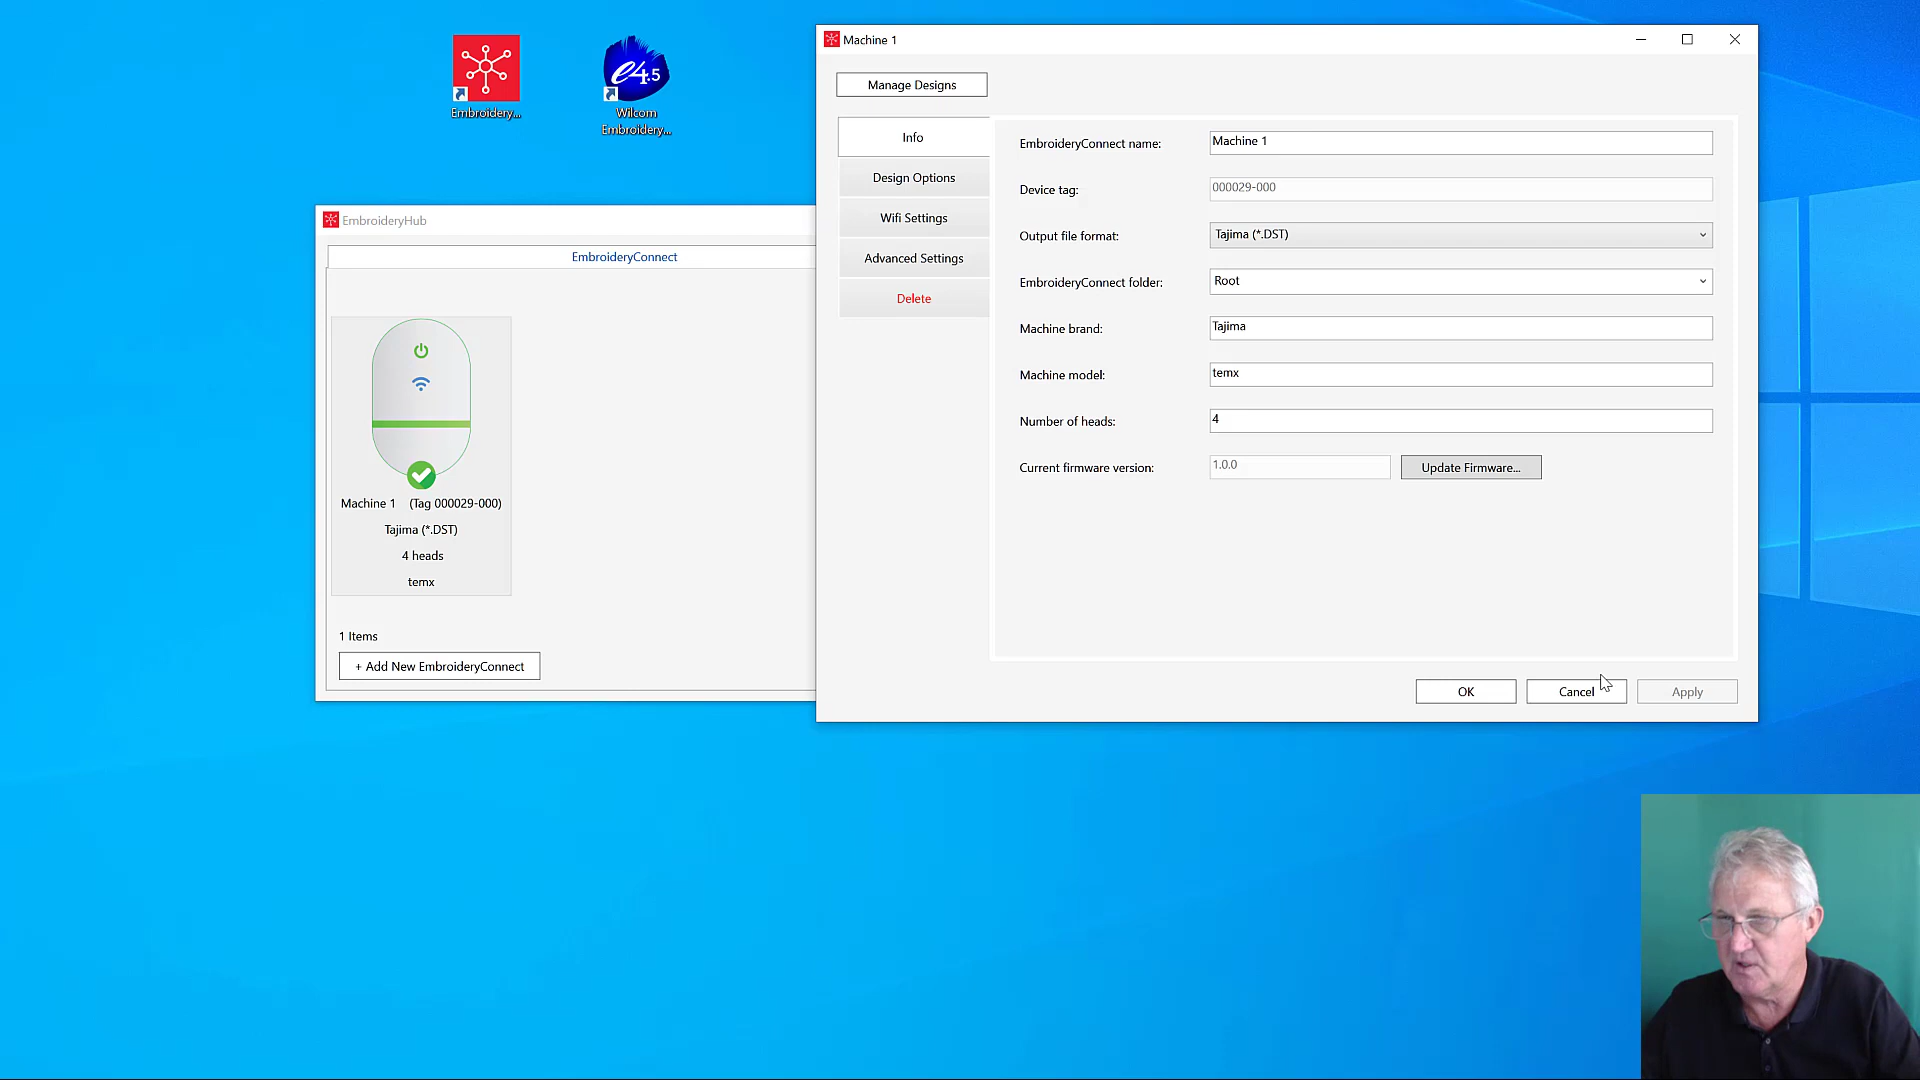 Embroidery...
e4.5
Wilcom
Embroidery...
EmbroideryHub
EmbroideryConnect
Machine 1 (Tag 000029-000)
Tajima (*.DST)
4 heads
temx
1 Items
+ Add New EmbroideryConnect
Machine 1
Manage Designs
Info
Design Options
Wifi Settings
Advanced Settings
Delete
EmbroideryConnect name: Machine 1
Device tag: 000029-000
Output file format: Tajima (*.DST)
EmbroideryConnect folder: Root
Machine brand: Tajima
Machine model: temx
Number of heads: 4
Current firmware version: 1.0.0 Update Firmware...
OK Cancel Apply